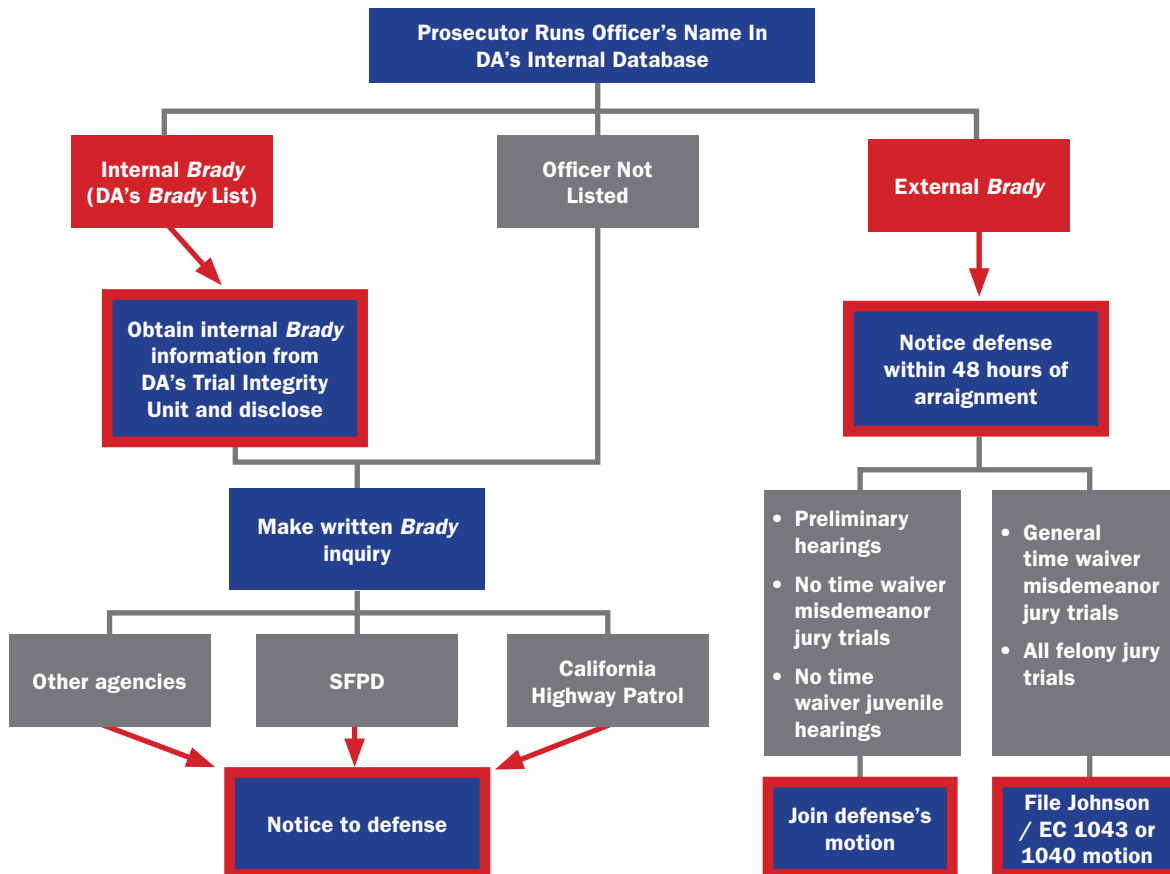 Prosecutor Runs Officer's Name In
DA's Internal Database
Internal Brady
(DA's Brady List)
Officer Not
Listed
External Brady
Obtain internal Brady
information from
DA's Trial Integrity
Unit and disclose
Notice defense
within 48 hours of
arraignment
Make written Brady
inquiry
• Preliminary
hearings
• No time waiver
misdemeanor
jury trials
• No time
waiver juvenile
hearings
• General
time waiver
misdemeanor
jury trials
• All felony jury
trials
Other agencies
SFPD
California
Highway Patrol
Notice to defense
Join defense's
motion
File Johnson
/ EC 1043 or
1040 motion